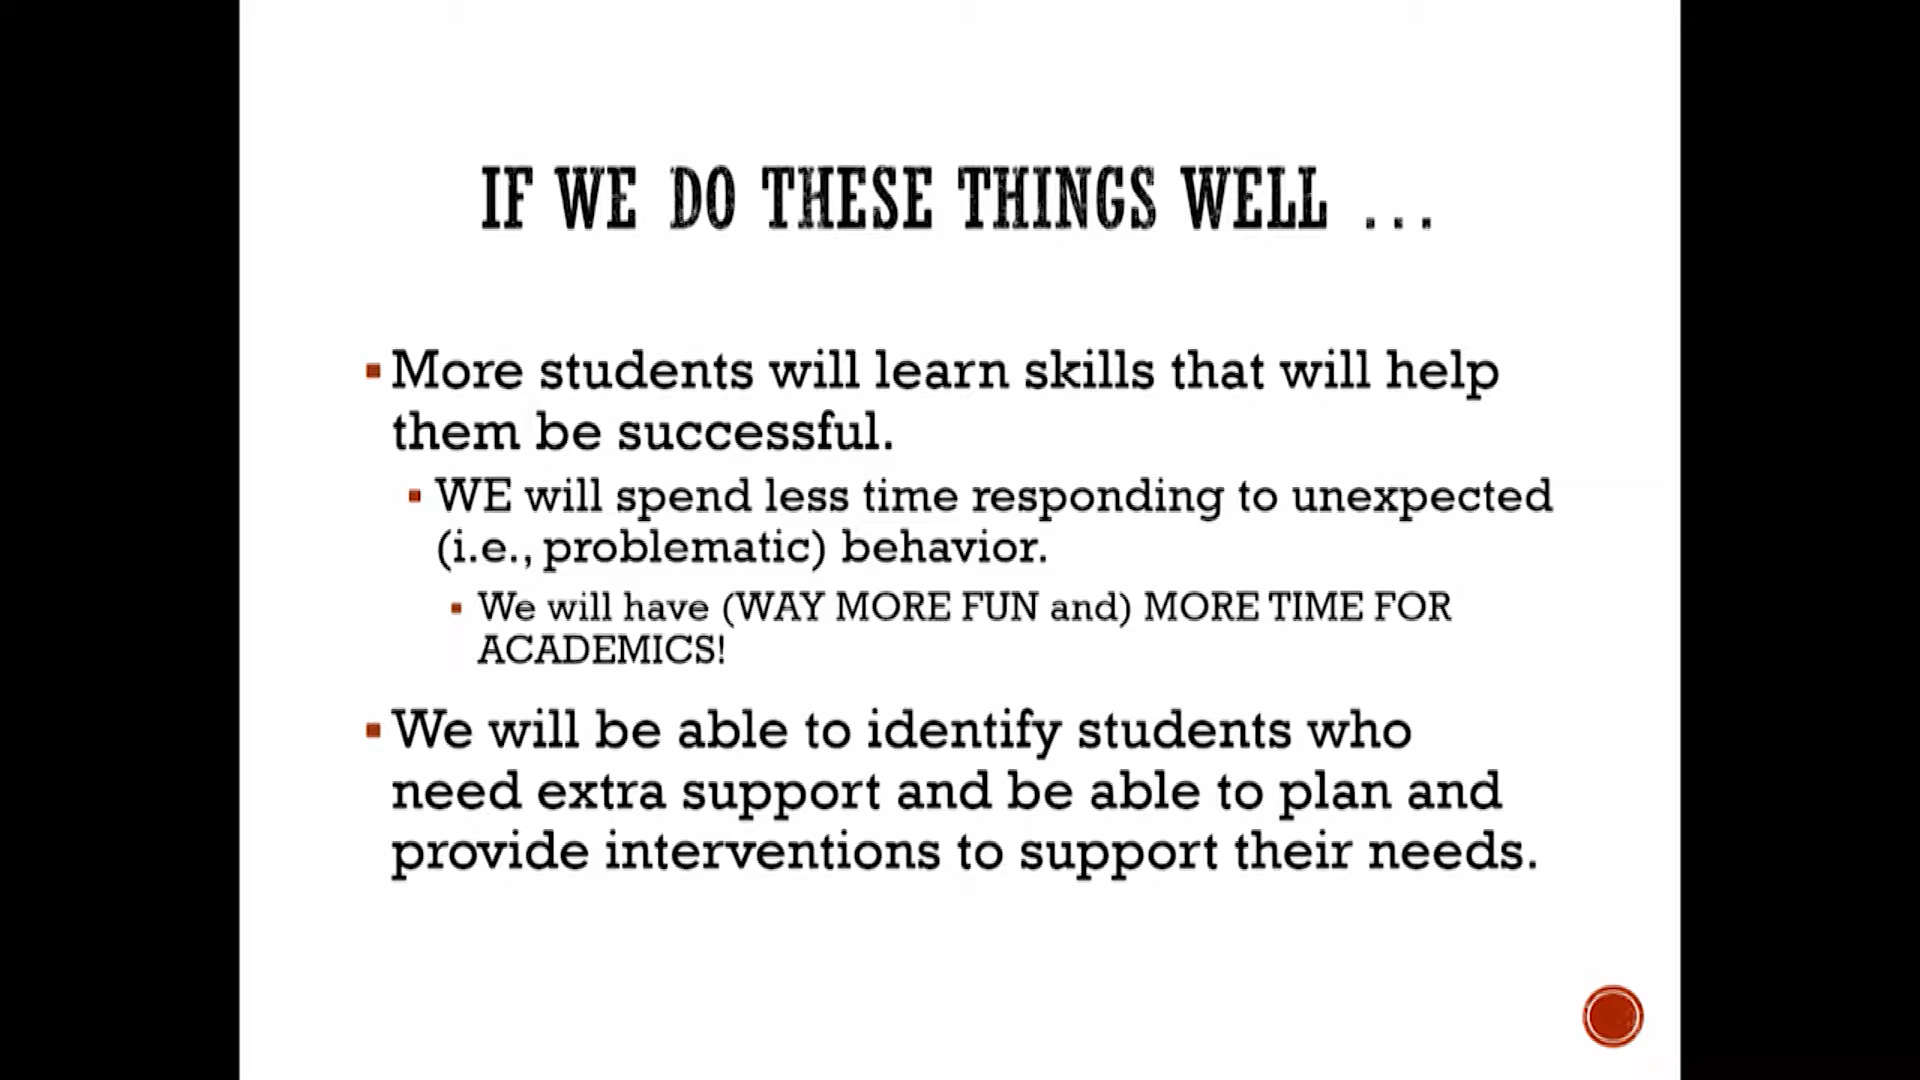 IF WE DO THESE THINGS WELL ...
More students will learn skills that will help
them be successful.
WE will spend less time responding to unexpected
(i.e., problematic) behavior.
We will have (WAY MORE FUN and) MORE TIME FOR
ACADEMICS!
We will be able to identify students who
need extra support and be able to plan and
provide interventions to support their needs.